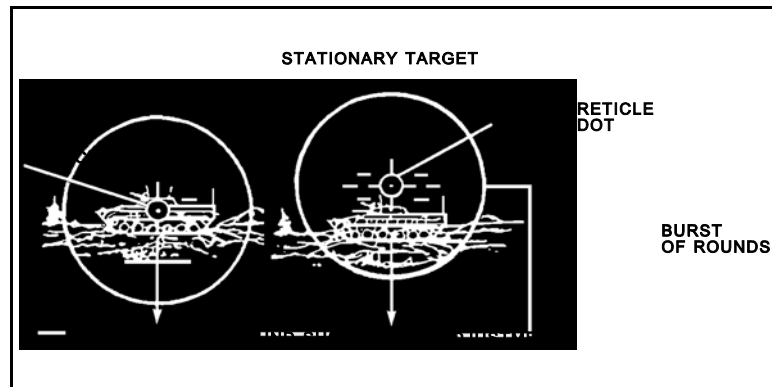 STATIONARY TARGET
RETICLE
DOT
BURST
OF ROUNDS